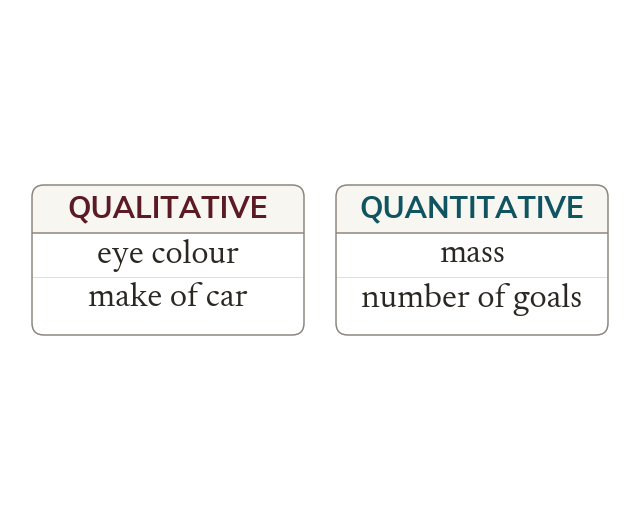 QUALITATIVE
eye colour
make of car
QUANTITATIVE
mass
number of goals